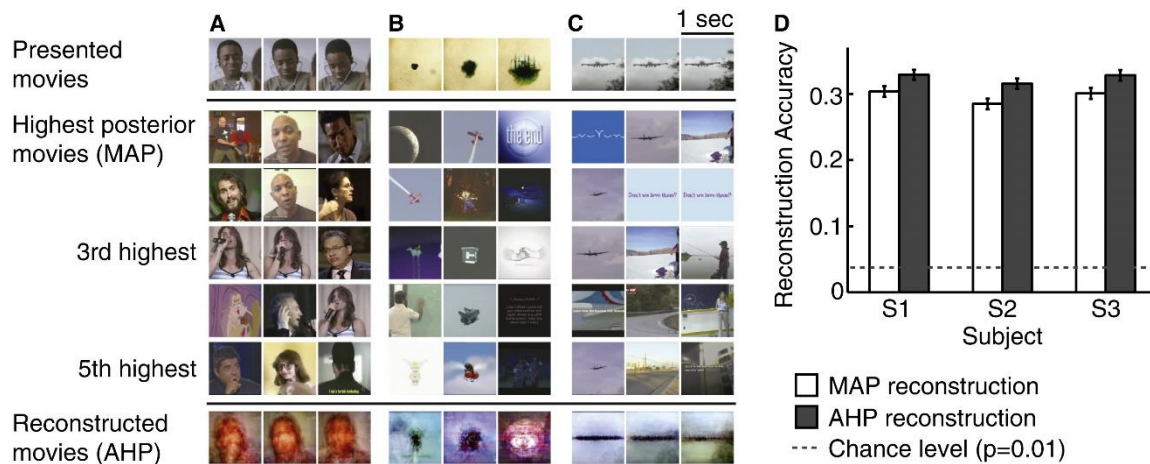 A
B
C
1 sec
D
Presented
movies
Highest posterior
movies (MAP)
the end
Don't we love them?
Don't we love them?
3rd highest
5th highest
Reconstructed
movies (AHP)
Reconstruction Accuracy
0.3
0.2
0.1
0
S1
S2
S3
Subject
MAP reconstruction
AHP reconstruction
Chance level (p=0.01)